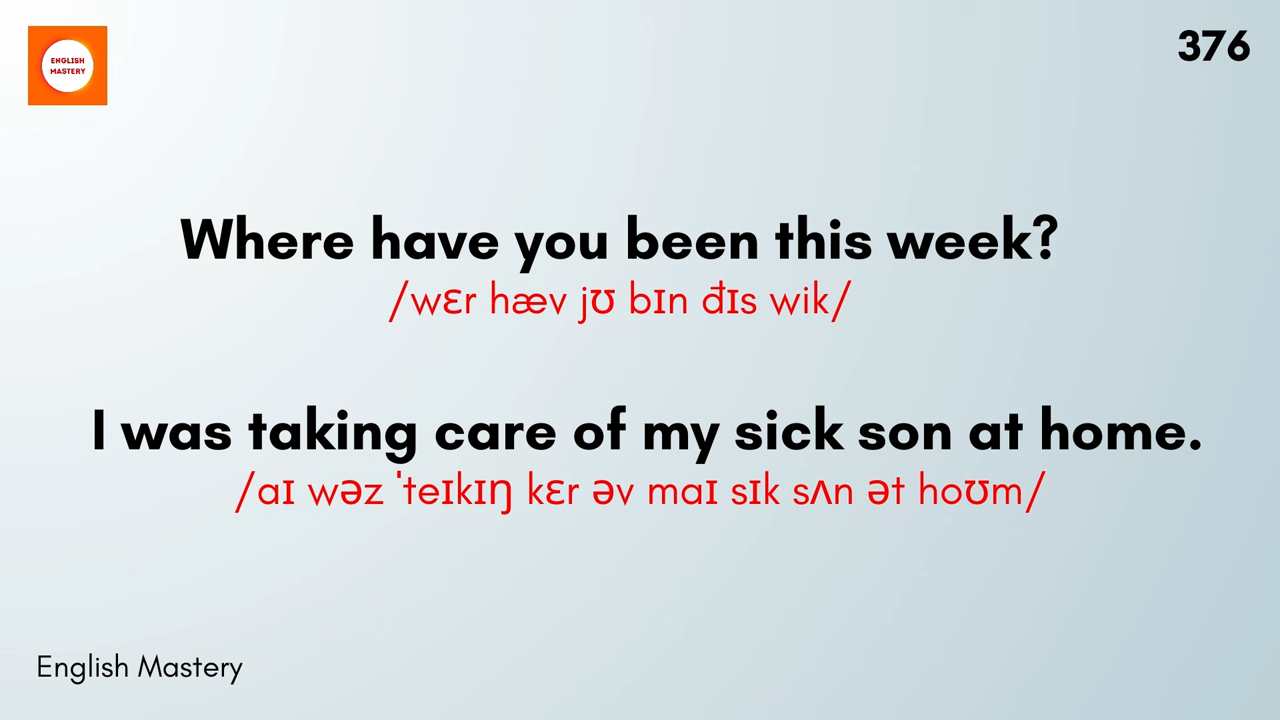 ENGLISH
MASTERY
376
Where have you been this week?
/wɛr hæv jʊ bɪn đɪs wik/
I was taking care of my sick son at home.
/aɪ wəz ˈteɪkɪŋ kɛr əv maɪ sɪk sʌn ət hoʊm/
English Mastery